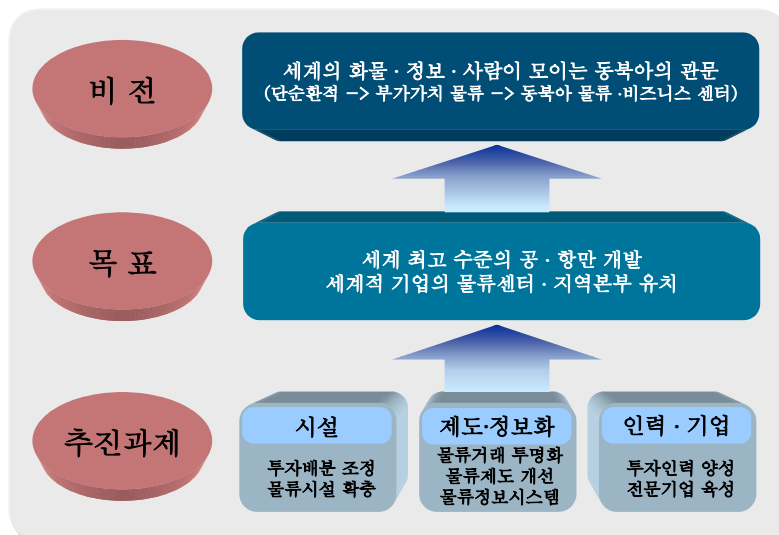 비 전
세계의 화물 · 정보 · 사람이 모이는 동북아의 관문
(단순환적 -> 부가가치 물류 -> 동북아 물류 ·비즈니스 센터)
목 표
세계 최고 수준의 공 · 항만 개발
세계적 기업의 물류센터 · 지역본부 유치
추진과제
시설
투자배분 조정
물류시설 확충
제도·정보화
물류거래 투명화
물류제도 개선
물류정보시스템
인력 · 기업
투자인력 양성
전문기업 육성